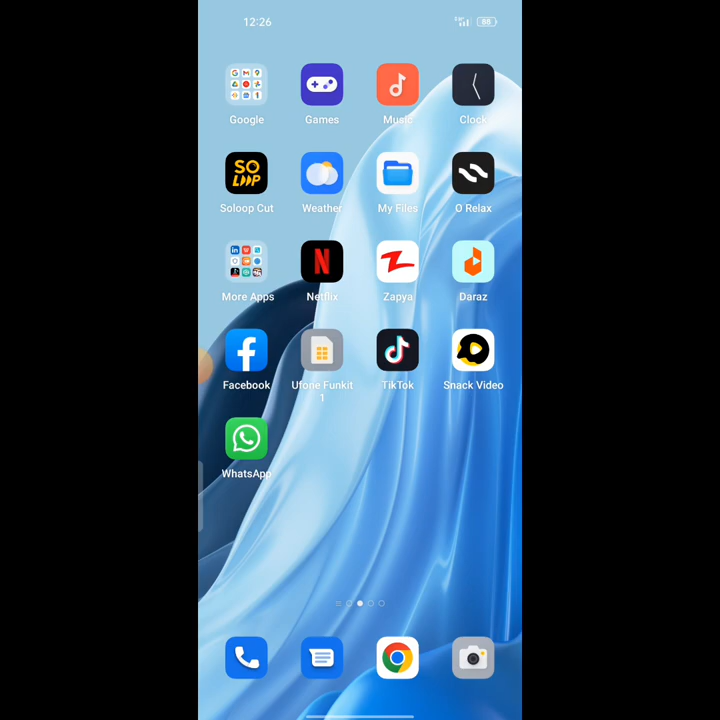 12:26
88
Google
Games
Music
Clock
SO
LOOP
Soloop Cut
Weather
My Files
O Relax
More Apps
N
Netflix
Zapya
Daraz
Facebook
Ufone Funkit
1
TikTok
Snack Video
WhatsApp